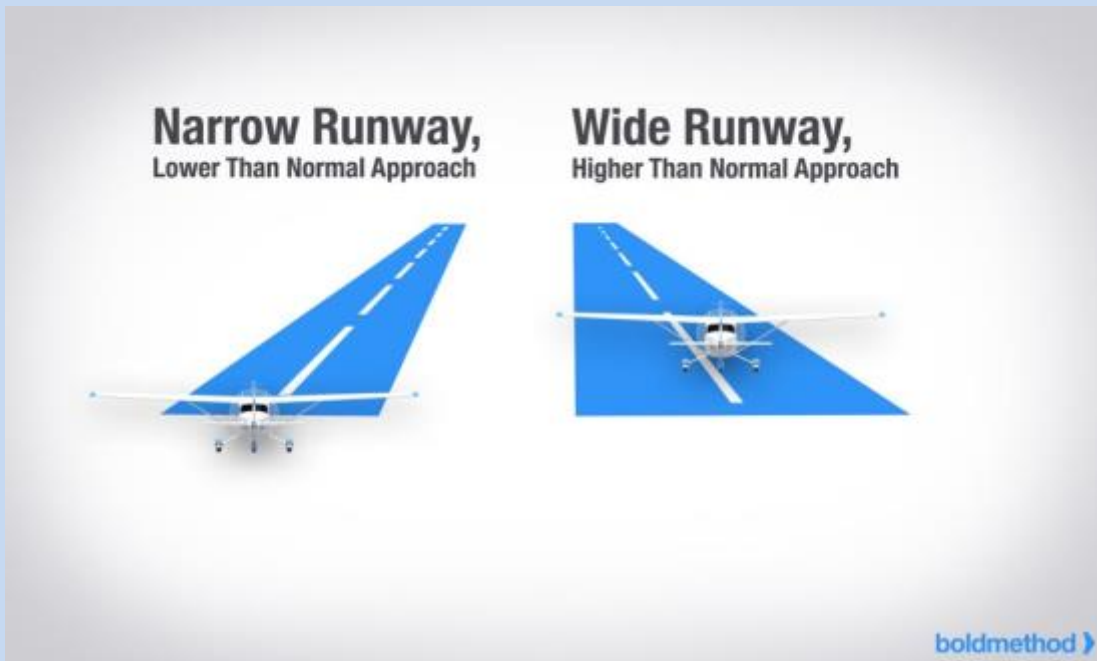 Narrow Runway,
Lower Than Normal Approach
Wide Runway,
Higher Than Normal Approach
boldmethod